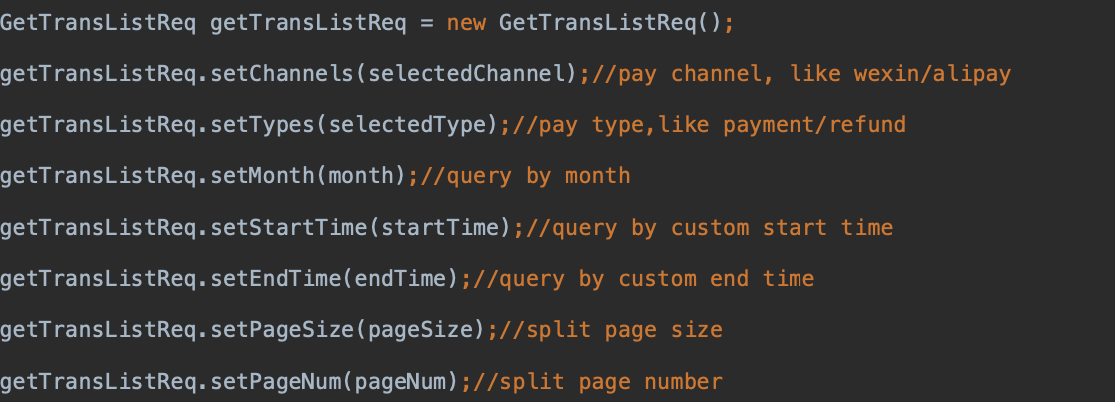 GetTransListReq getTransListReq = new GetTransListReq();
getTransListReq.setChannels(selectedChannel);//pay channel, like wexin/alipay
getTransListReq.setTypes(selectedType);//pay type,like payment/refund
getTransListReq.setMonth(month);//query by month
getTransListReq.setStartTime(startTime);//query by custom start time
getTransListReq.setEndTime(endTime);//query by custom end time
getTransListReq.setPageSize(pageSize);//split page size
getTransListReq.setPageNum(pageNum);//split page number